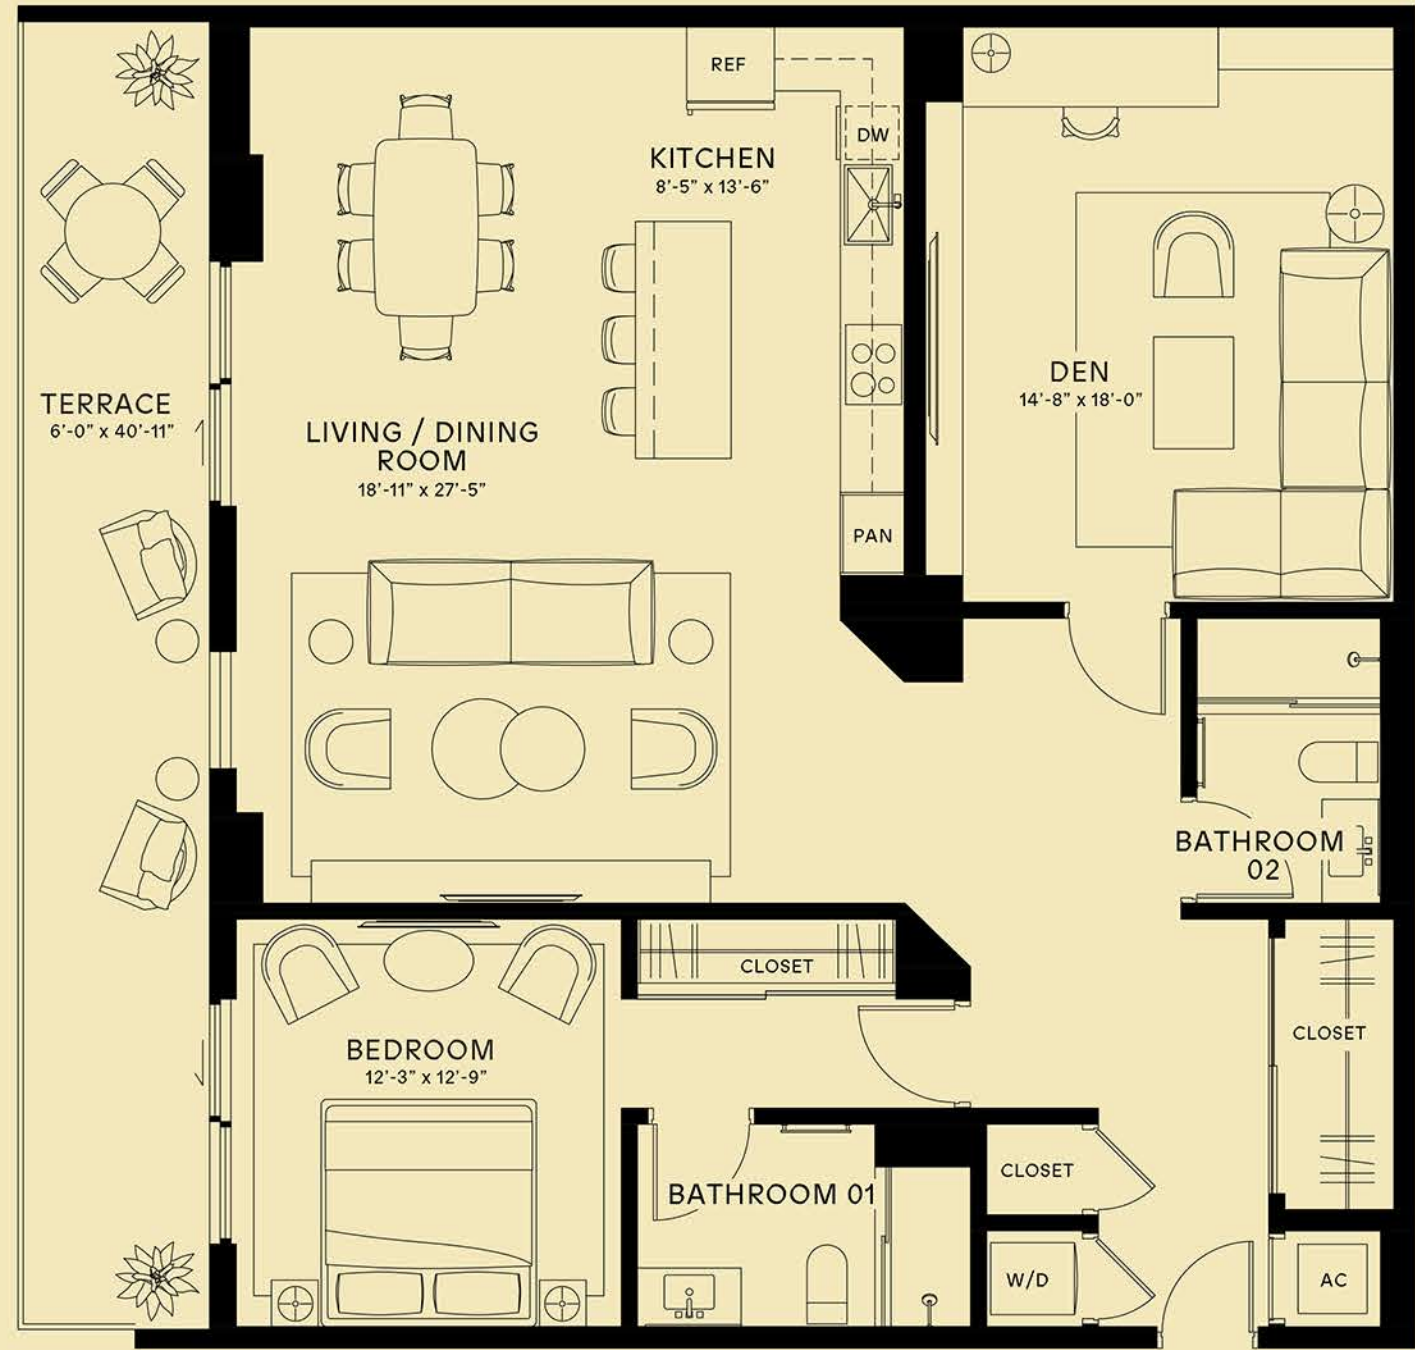 REF
DW
KITCHEN
8'-5" x 13'-6"
DEN
14'-8" x 18'-0"
TERRACE
6'-0" x 40'-11"
LIVING / DINING
ROOM
18'-11" x 27'-5"
PAN
BATHROOM
02
CLOSET
CLOSET
BEDROOM
12'-3" x 12'-9"
CLOSET
BATHROOM 01
W/D
AC